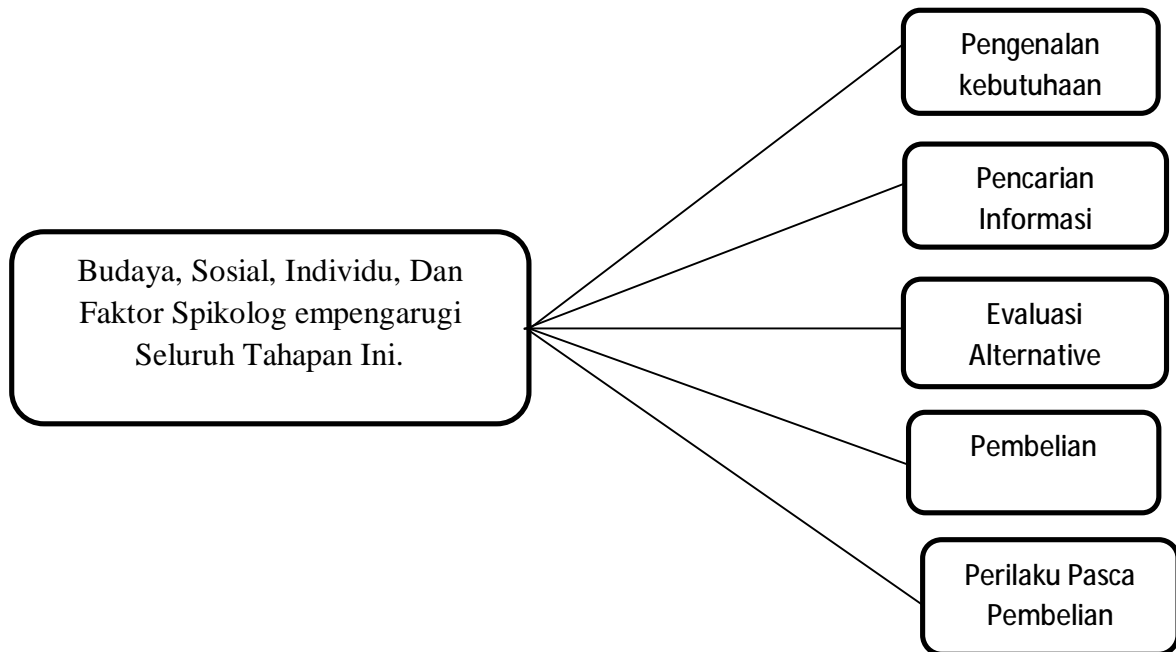 Budaya, Sosial, Individu, Dan
Faktor Spikolog empengarugi
Seluruh Tahapan Ini.
Pengenalan
kebutuhaan
Pencarian
Informasi
Evaluasi
Alternative
Pembelian
Perilaku Pasca
Pembelian